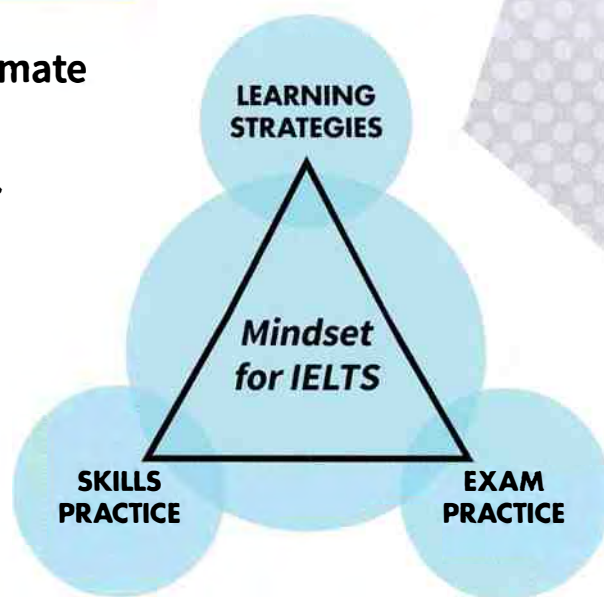 mate
,
LEARNING
STRATEGIES
Mindset
for IELTS
SKILLS
PRACTICE
EXAM
PRACTICE